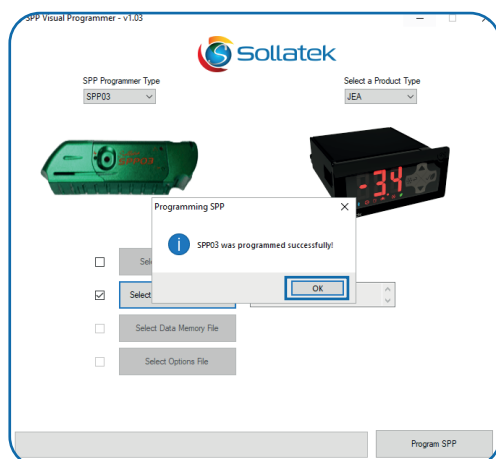 SPP Visual Programmer - v1.03
Sollatek
SPP Programmer Type
Select a Product Type
SPP03
JEA
SPP03
-34
Programming SPP
SPP03 was programmed successfully!
OK
Select
Select Data Memory File
Select Options File
Program SPP